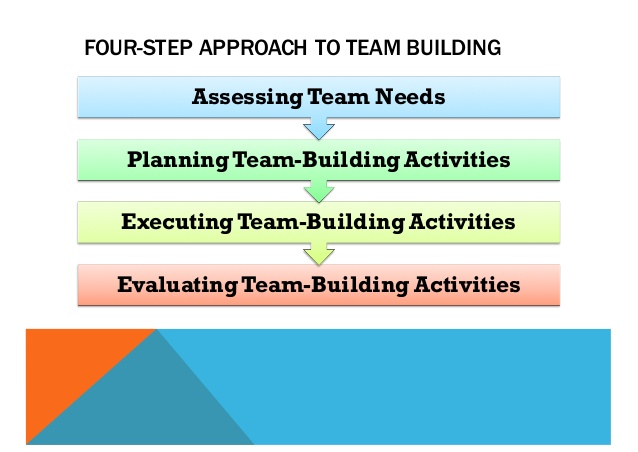 FOUR-STEP APPROACH TO TEAM BUILDING
Assessing Team Needs
Planning Team-Building Activities
Executing Team-Building Activities
Evaluating Team-Building Activities